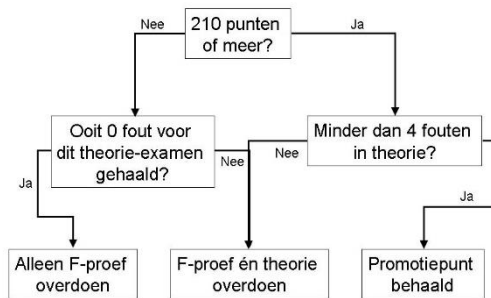 210 punten
of meer?
Nee
Ja
Ooit 0 fout voor
dit theorie-examen
gehaald?
Minder dan 4 fouten
in theorie?
Ja
Nee
Nee
Ja
Alleen F-proef
overdoen
F-proef én theorie
overdoen
Promotiepunt
behaald